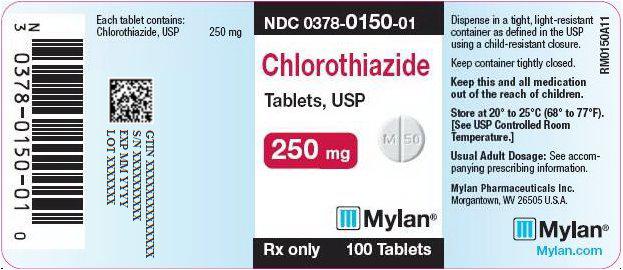 N
3 0378-0150-01 0
Each tablet contains:
Chlorothiazide, USP 250 mg
GTIN XXXXXXXXXXXXXX
S/N XXXXXXXXXX
EXP MM YYYY
LOT XXXXXXX
NDC 0378-0150-01
Chlorothiazide
Tablets, USP
250 mg
M 50
Mylan®
Rx only 100 Tablets
Dispense in a tight, light-resistant
container as defined in the USP
using a child-resistant closure.
Keep container tightly closed.
Keep this and all medication
out of the reach of children.
Store at 20° to 25°C (68° to 77°F).
[See USP Controlled Room
Temperature.]
Usual Adult Dosage: See accom-
panying prescribing information.
Mylan Pharmaceuticals Inc.
Morgantown, WV 26505 U.S.A.
Mylan®
Mylan.com
RM0150A11